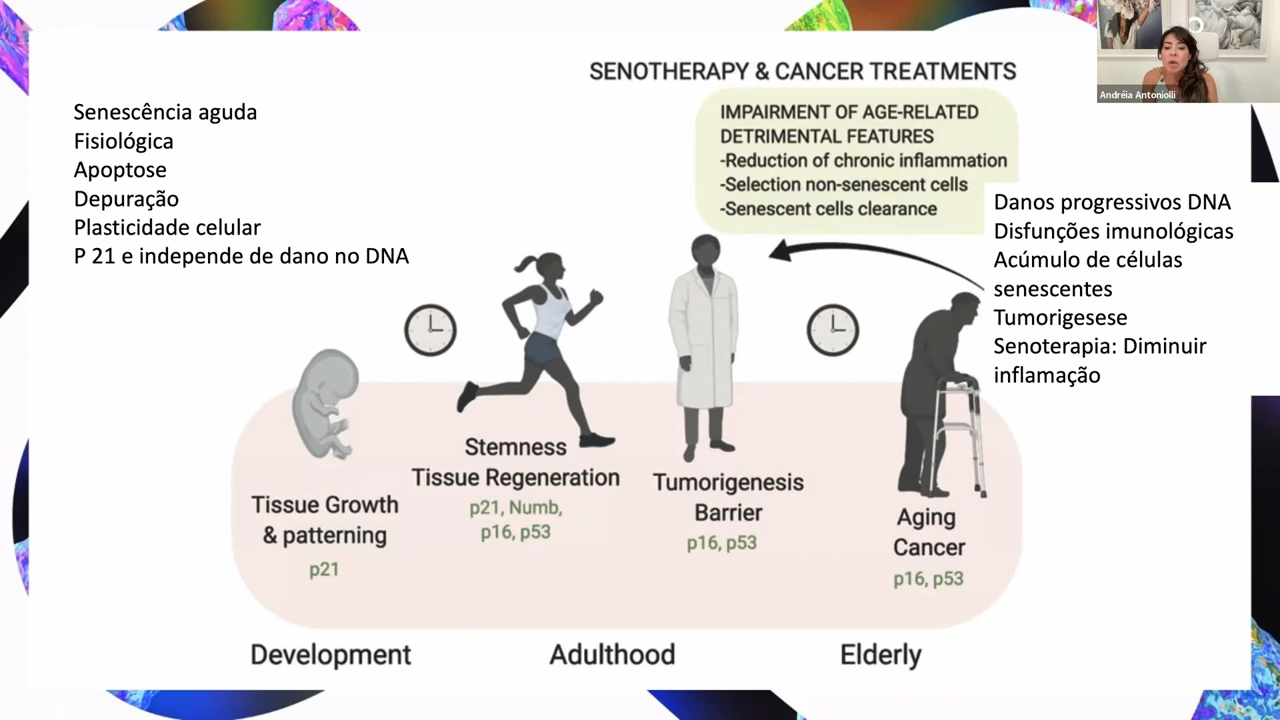 SENOTHERAPY & CANCER TREATMENTS
Andréia Antoniolli
Senescência aguda
Fisiológica
Apoptose
Depuração
Plasticidade celular
P 21 e independe de dano no DNA
IMPAIRMENT OF AGE-RELATED
DETRIMENTAL FEATURES
-Reduction of chronic inflammation
-Selection non-senescent cells
-Senescent cells clearance
Danos progressivos DNA
Disfunções imunológicas
Acúmulo de células
senescentes
Tumorigesese
Senoterapia: Diminuir
inflamação
Tissue Growth
& patterning
p21
Stemness
Tissue Regeneration
p21, Numb,
p16, p53
Tumorigenesis
Barrier
p16, p53
Aging
Cancer
p16, p53
Development
Adulthood
Elderly